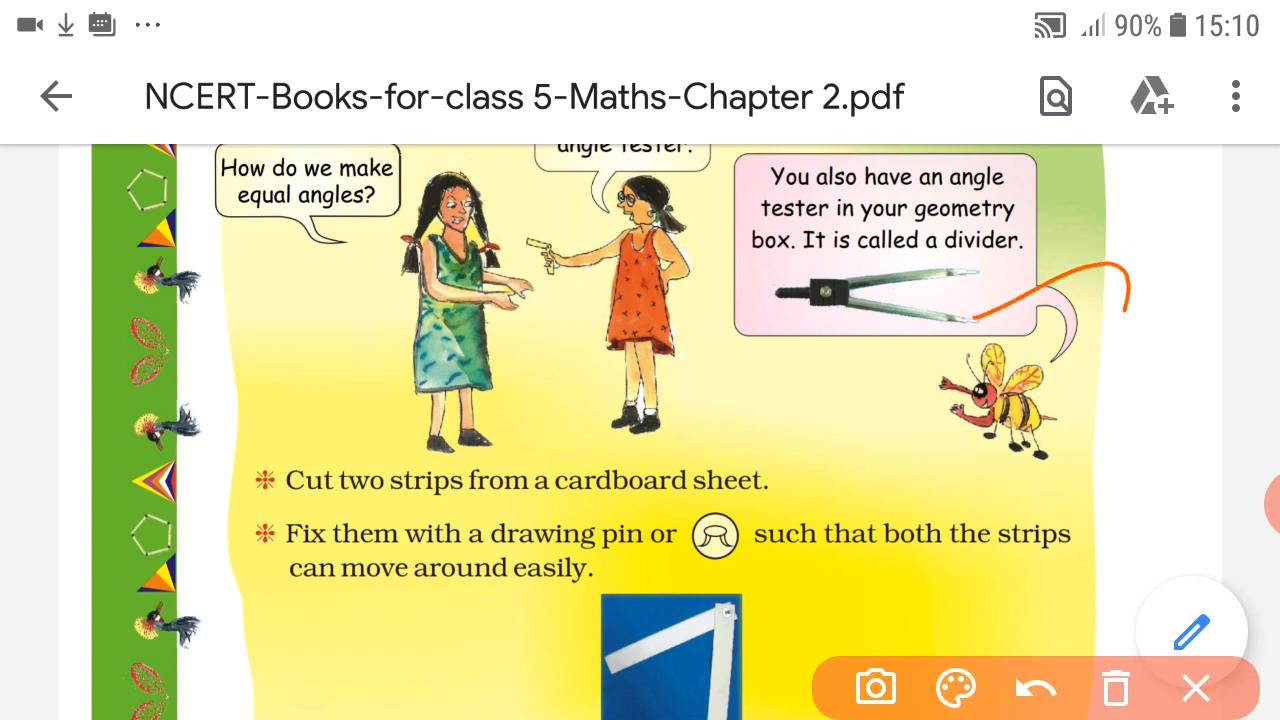 90% 15:10
NCERT-Books-for-class 5-Maths-Chapter 2.pdf
How do we make
equal angles?
angle tester.
You also have an angle
tester in your geometry
box. It is called a divider.
❉ Cut two strips from a cardboard sheet.
❉ Fix them with a drawing pin or such that both the strips
can move around easily.